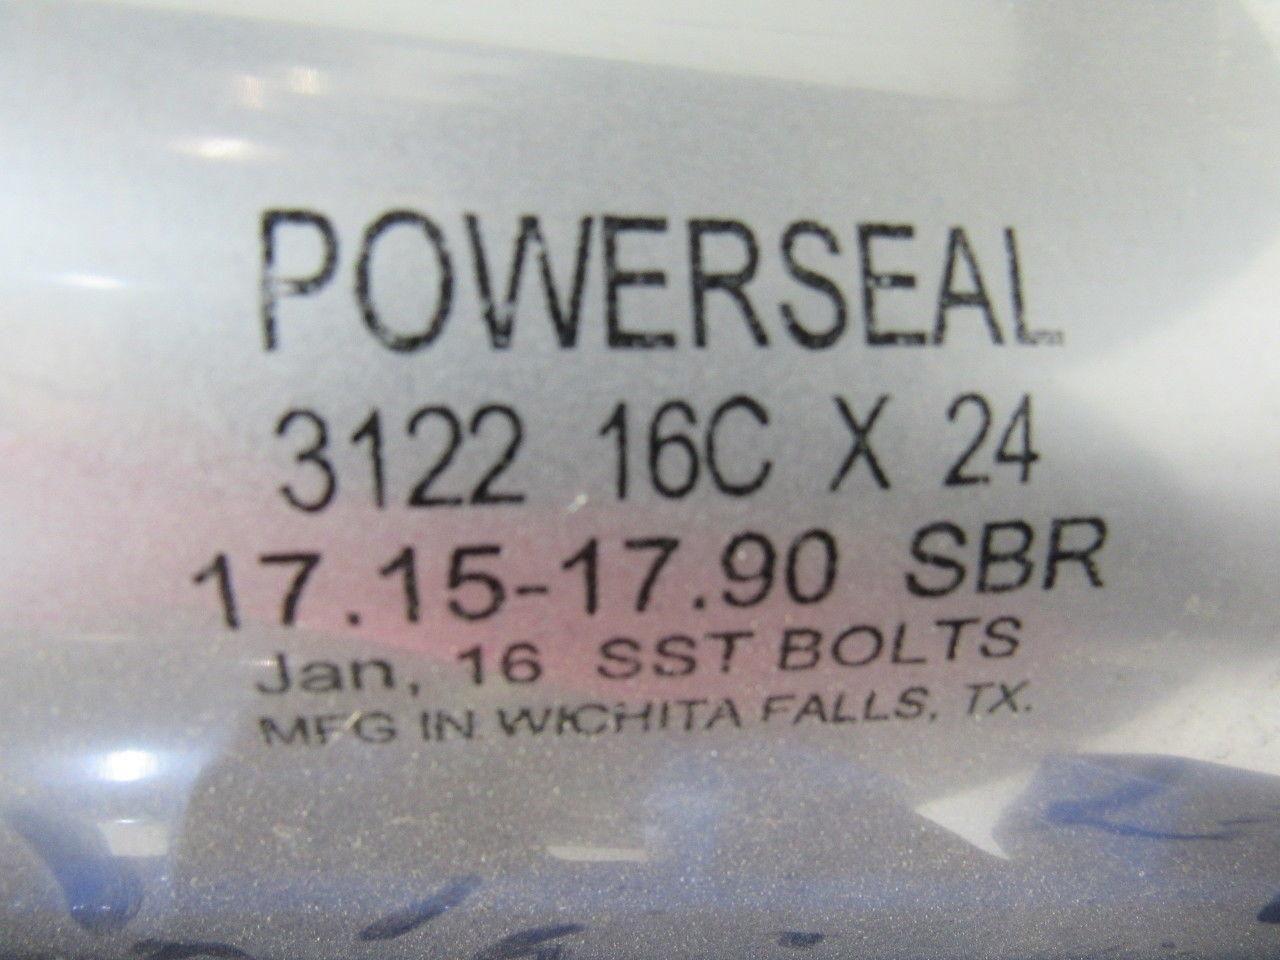 POWERSEAL
3122 16C X 24
17.15-17.90 SBR
Jan, 16 SST BOLTS
MFG IN WICHITA FALLS, TX.